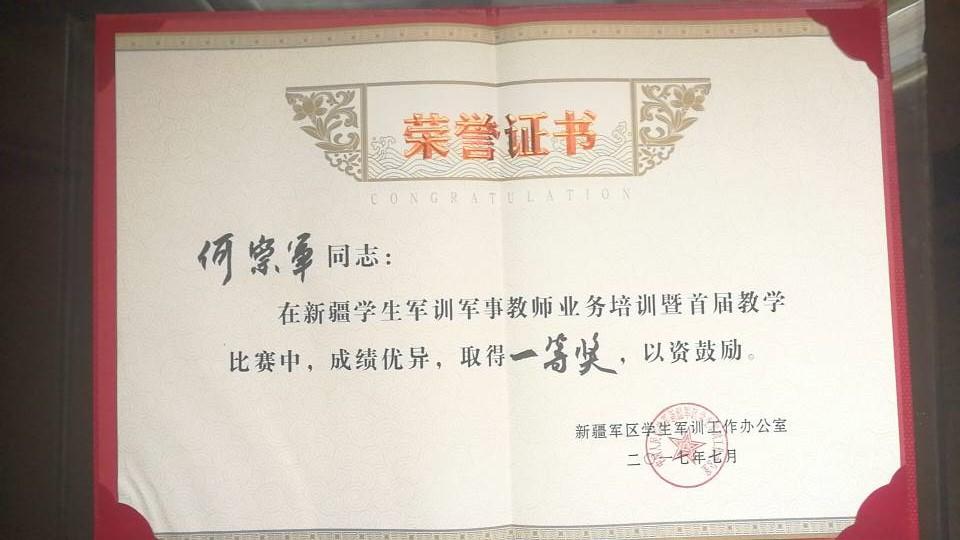 荣誉证书
CONGRATULATION
何宗军同志：
在新疆学生军训军事教师业务培训暨首届教学
比赛中，成绩优异，取得一等奖，以资鼓励。
新疆军区学生军训工作办公室
二〇一七年七月